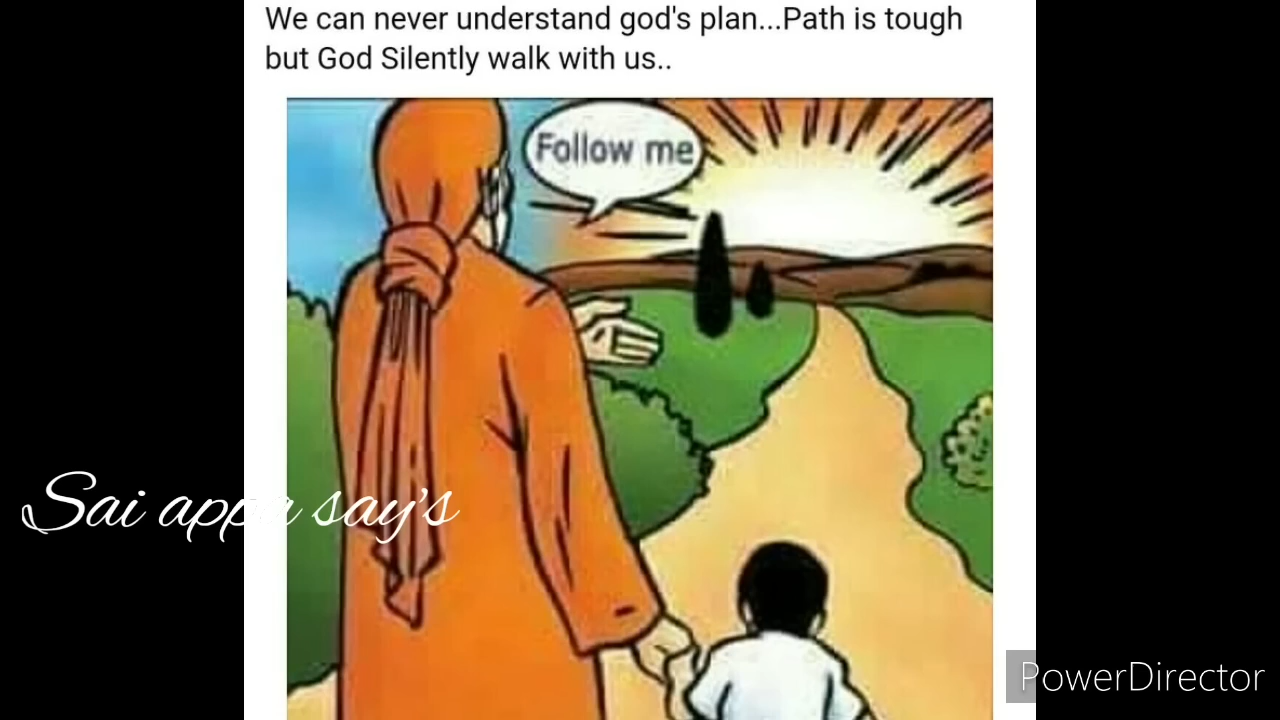 We can never understand god's plan...Path is tough
but God Silently walk with us..
Follow me
Sai appa say's
PowerDirector